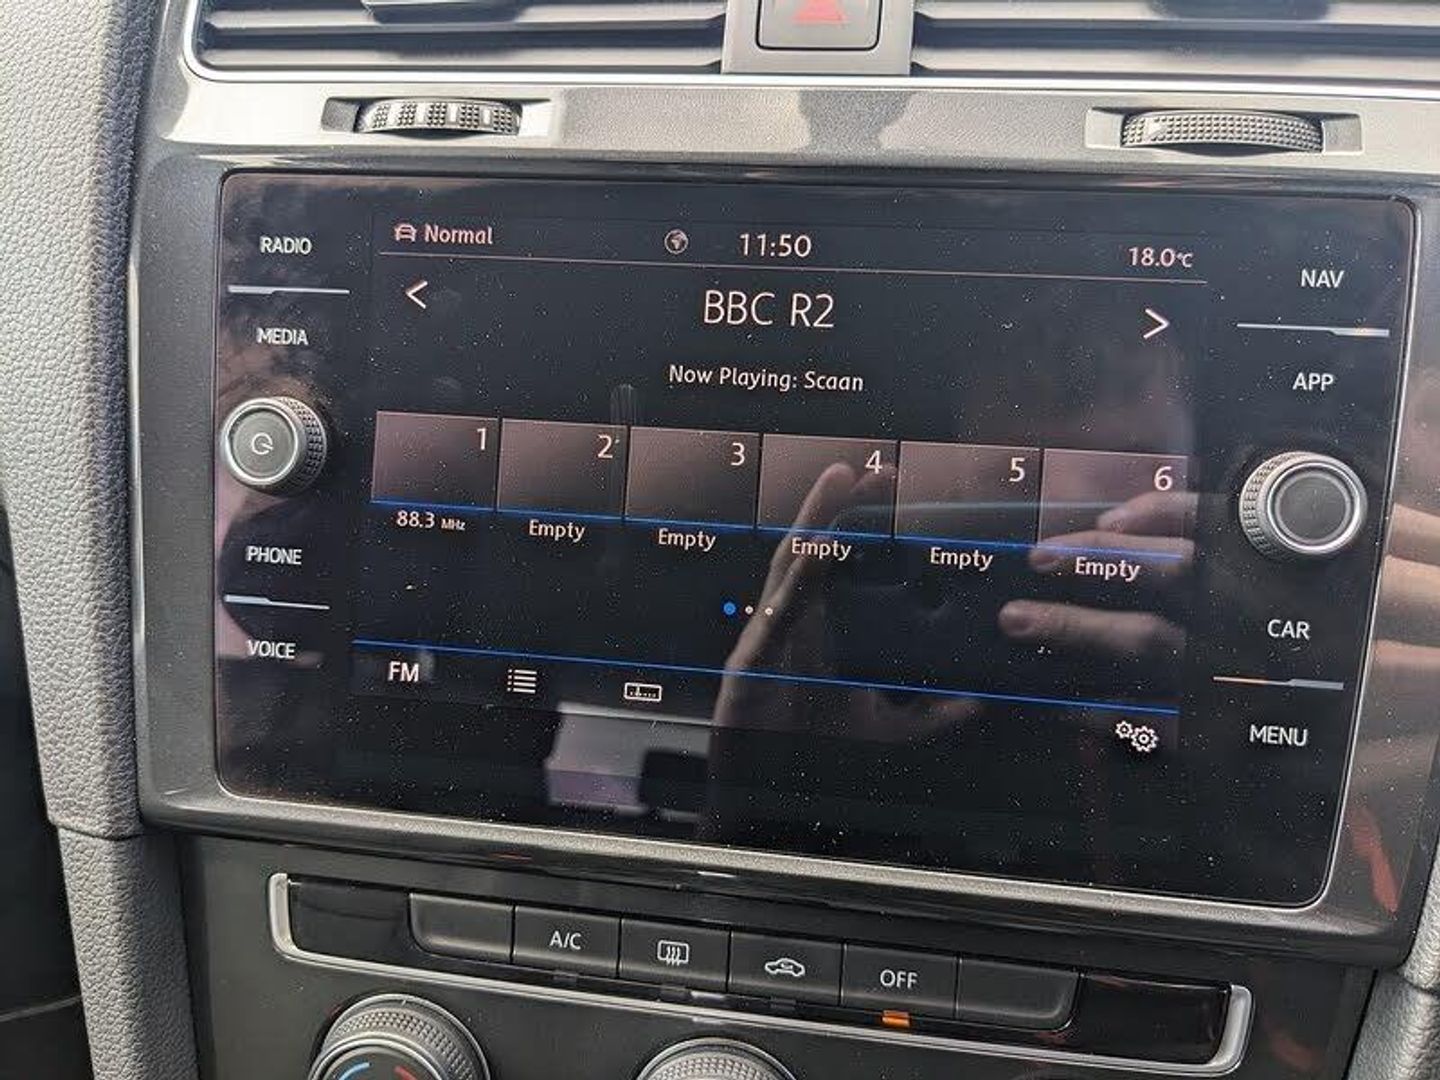 Normal
11:50
18.0°C
RADIO
NAV
BBC R2
MEDIA
Now Playing: Scaan
APP
1 2 3 4 5 6
88.3 MHz
Empty
Empty
Empty
Empty
Empty
PHONE
CAR
VOICE
FM
MENU
A/C
OFF